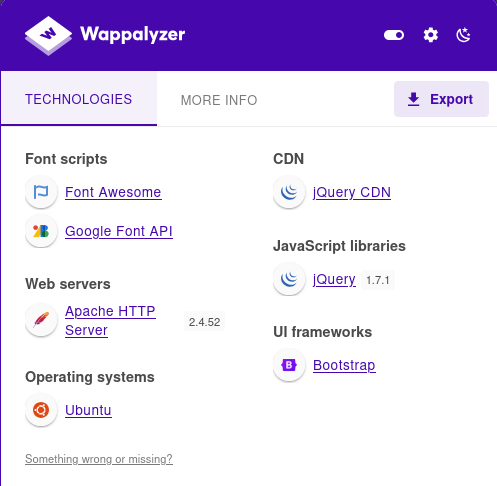 Wappalyzer
TECHNOLOGIES
MORE INFO
Export
Font scripts
Font Awesome
Google Font API
Web servers
Apache HTTP
Server
2.4.52
Operating systems
Ubuntu
Something wrong or missing?
CDN
jQuery CDN
JavaScript libraries
jQuery
1.7.1
UI frameworks
Bootstrap